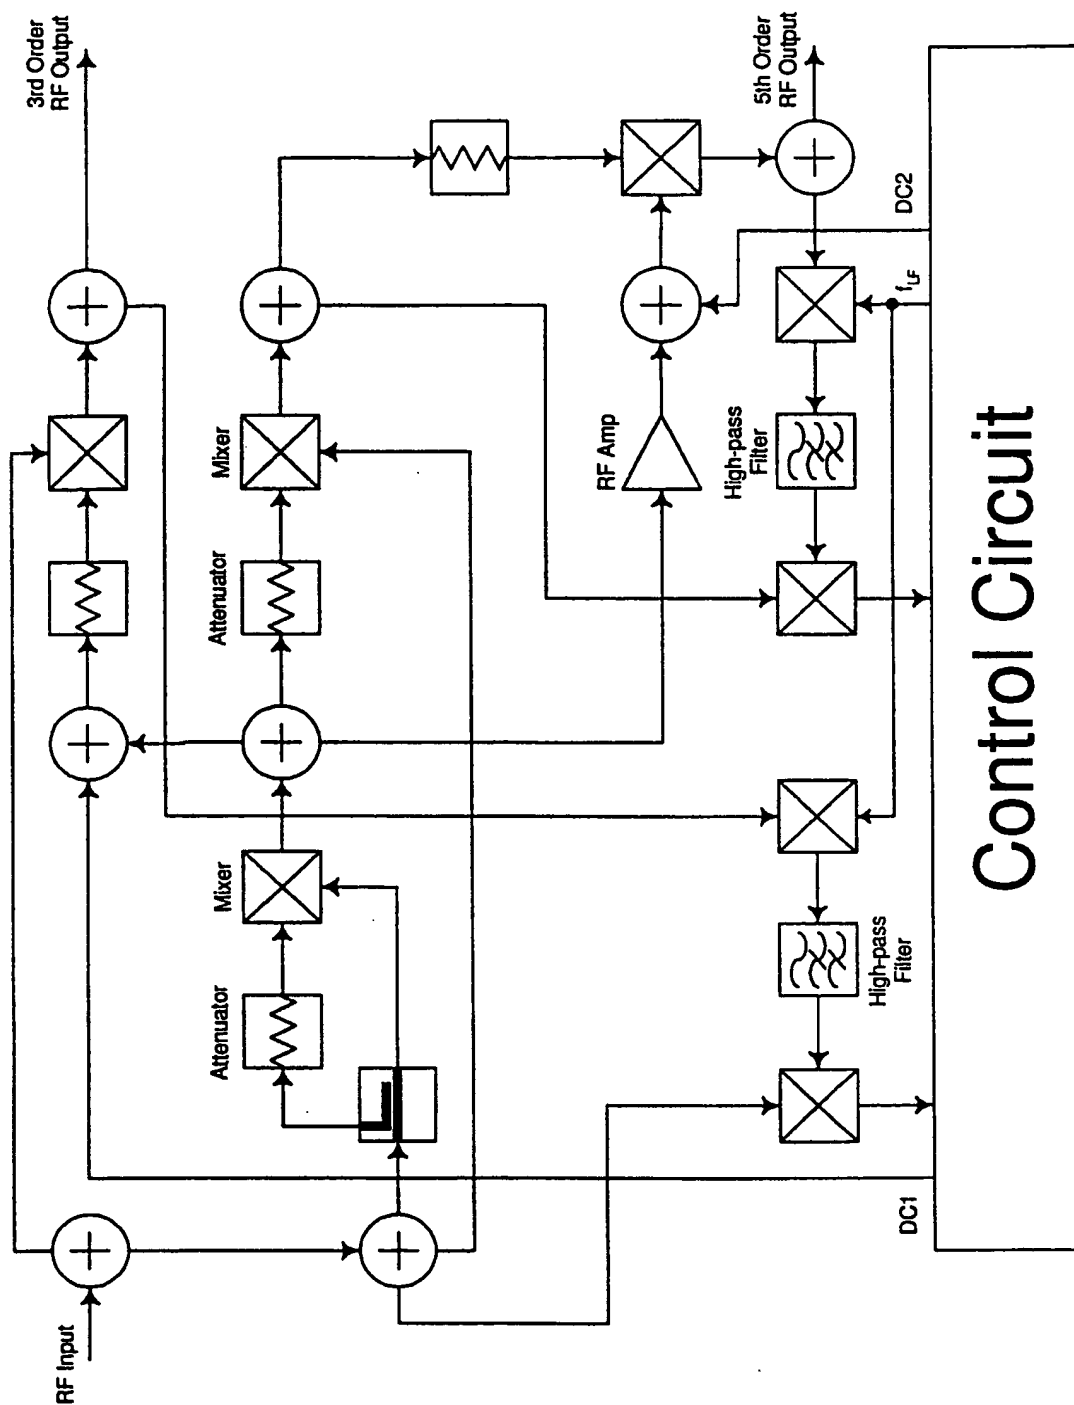 RF Input
3rd Order
RF Output
Attenuator
Mixer
Attenuator
Mixer
RF Amp
5th Order
RF Output
High-pass
Filter
High-pass
Filter
DC1
DC2
fLF
Control Circuit